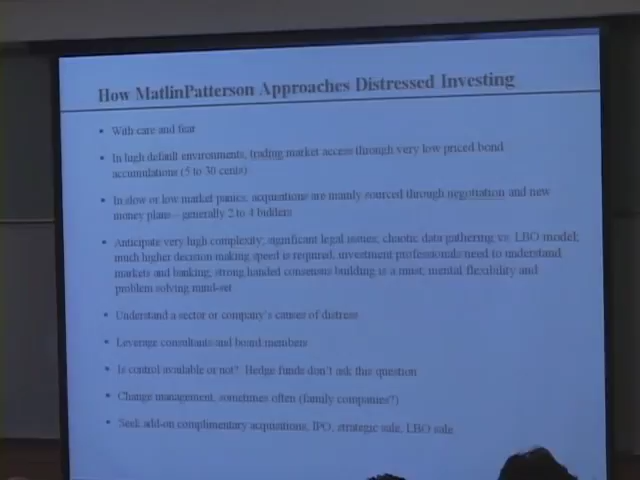 How MatlinPatterson Approaches Distressed Investing
▪ With care and fear
▪ In high default environments, trading market access through very low priced bond
accumulations (5 to 30 cents)
▪ In slow or low market panics, acquisitions are mainly sourced through negotiation and new
money plans – generally 2 to 4 bidders
▪ Anticipate very high complexity; significant legal issues; chaotic data gathering vs. LBO model;
much higher decision making speed is required, investment professionals need to understand
markets and banking, strong handed consensus building is a must, mental flexibility and
problem solving mind-set
▪ Understand a sector or company's causes of distress
▪ Leverage consultants and board members
▪ Is control available or not? Hedge funds don't ask this question
▪ Change management, sometimes often (family companies?)
▪ Seek add-on complimentary acquisitions, IPO, strategic sale, LBO sale